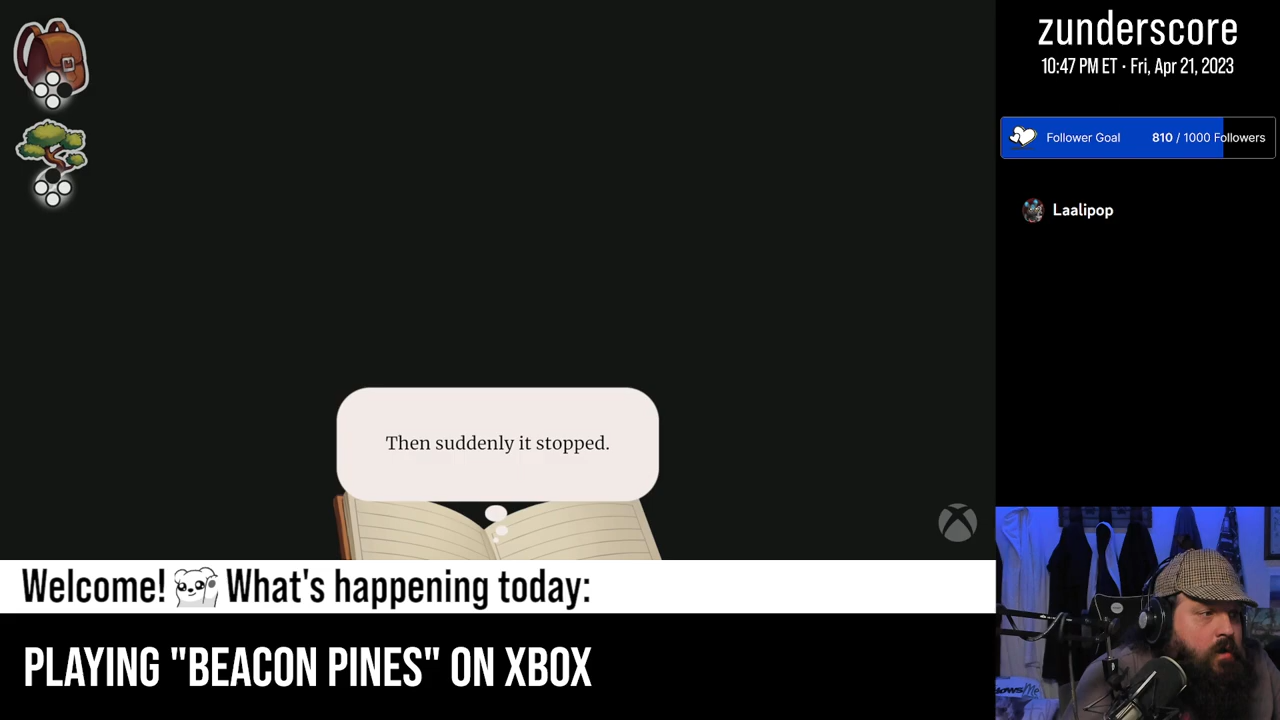 zunderscore
10:47 PM ET · Fri, Apr 21, 2023
Follower Goal 810 / 1000 Followers
Laalipop
Then suddenly it stopped.
Welcome! What's happening today:
PLAYING "BEACON PINES" ON XBOX